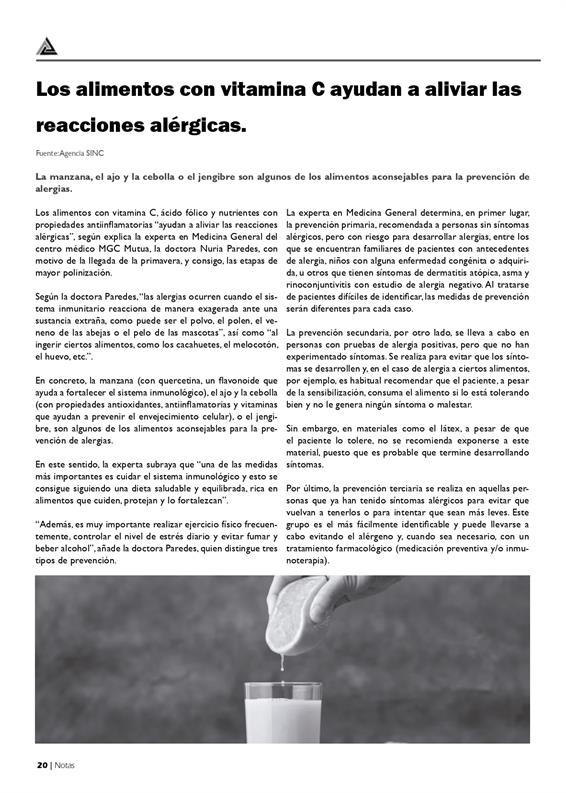 Los alimentos con vitamina C ayudan a aliviar las
reacciones alérgicas.
Fuente:Agencia SINC
La manzana, el ajo y la cebolla o el jengibre son algunos de los alimentos aconsejables para la prevención de
alergias.
Los alimentos con vitamina C, ácido fólico y nutrientes con
propiedades antiinflamatorias “ayudan a aliviar las reacciones
alérgicas”, según explica la experta en Medicina General del
centro médico MGC Mutua, la doctora Nuria Paredes, con
motivo de la llegada de la primavera, y consigo, las etapas de
mayor polinización.
Según la doctora Paredes, “las alergias ocurren cuando el sis-
tema inmunitario reacciona de manera exagerada ante una
sustancia extraña, como puede ser el polvo, el polen, el ve-
neno de las abejas o el pelo de las mascotas”, así como “al
ingerir ciertos alimentos, como los cacahuetes, el melocotón,
el huevo, etc.”.
En concreto, la manzana (con quercetina, un flavonoide que
ayuda a fortalecer el sistema inmunológico), el ajo y la cebolla
(con propiedades antioxidantes, antiinflamatorias y vitaminas
que ayudan a prevenir el envejecimiento celular), o el jengi-
bre, son algunos de los alimentos aconsejables para la pre-
vención de alergias.
En este sentido, la experta subraya que “una de las medidas
más importantes es cuidar el sistema inmunológico y esto se
consigue siguiendo una dieta saludable y equilibrada, rica en
alimentos que cuiden, protejan y lo fortalezcan”.
“Además, es muy importante realizar ejercicio físico frecuen-
temente, controlar el nivel de estrés diario y evitar fumar y
beber alcohol”, añade la doctora Paredes, quien distingue tres
tipos de prevención.
La experta en Medicina General determina, en primer lugar,
la prevención primaria, recomendada a personas sin síntomas
alérgicos, pero con riesgo para desarrollar alergias, entre los
que se encuentran familiares de pacientes con antecedentes
de alergia, niños con alguna enfermedad congénita o adquiri-
da, u otros que tienen síntomas de dermatitis atópica, asma y
rinoconjuntivitis con estudio de alergia negativo. Al tratarse
de pacientes difíciles de identificar, las medidas de prevención
serán diferentes para cada caso.
La prevención secundaria, por otro lado, se lleva a cabo en
personas con pruebas de alergia positivas, pero que no han
experimentado síntomas. Se realiza para evitar que los sínto-
mas se desarrollen y, en el caso de alergia a ciertos alimentos,
por ejemplo, es habitual recomendar que el paciente, a pesar
de la sensibilización, consuma el alimento si lo está tolerando
bien y no le genera ningún síntoma o malestar.
Sin embargo, en materiales como el látex, a pesar de que
el paciente lo tolere, no se recomienda exponerse a este
material, puesto que es probable que termine desarrollando
síntomas.
Por último, la prevención terciaria se realiza en aquellas per-
sonas que ya han tenido síntomas alérgicos para evitar que
vuelvan a tenerlos o para intentar que sean más leves. Este
grupo es el más fácilmente identificable y puede llevarse a
cabo evitando el alérgeno y, cuando sea necesario, con un
tratamiento farmacológico (medicación preventiva y/o inmu-
noterapia).
20 | Notas